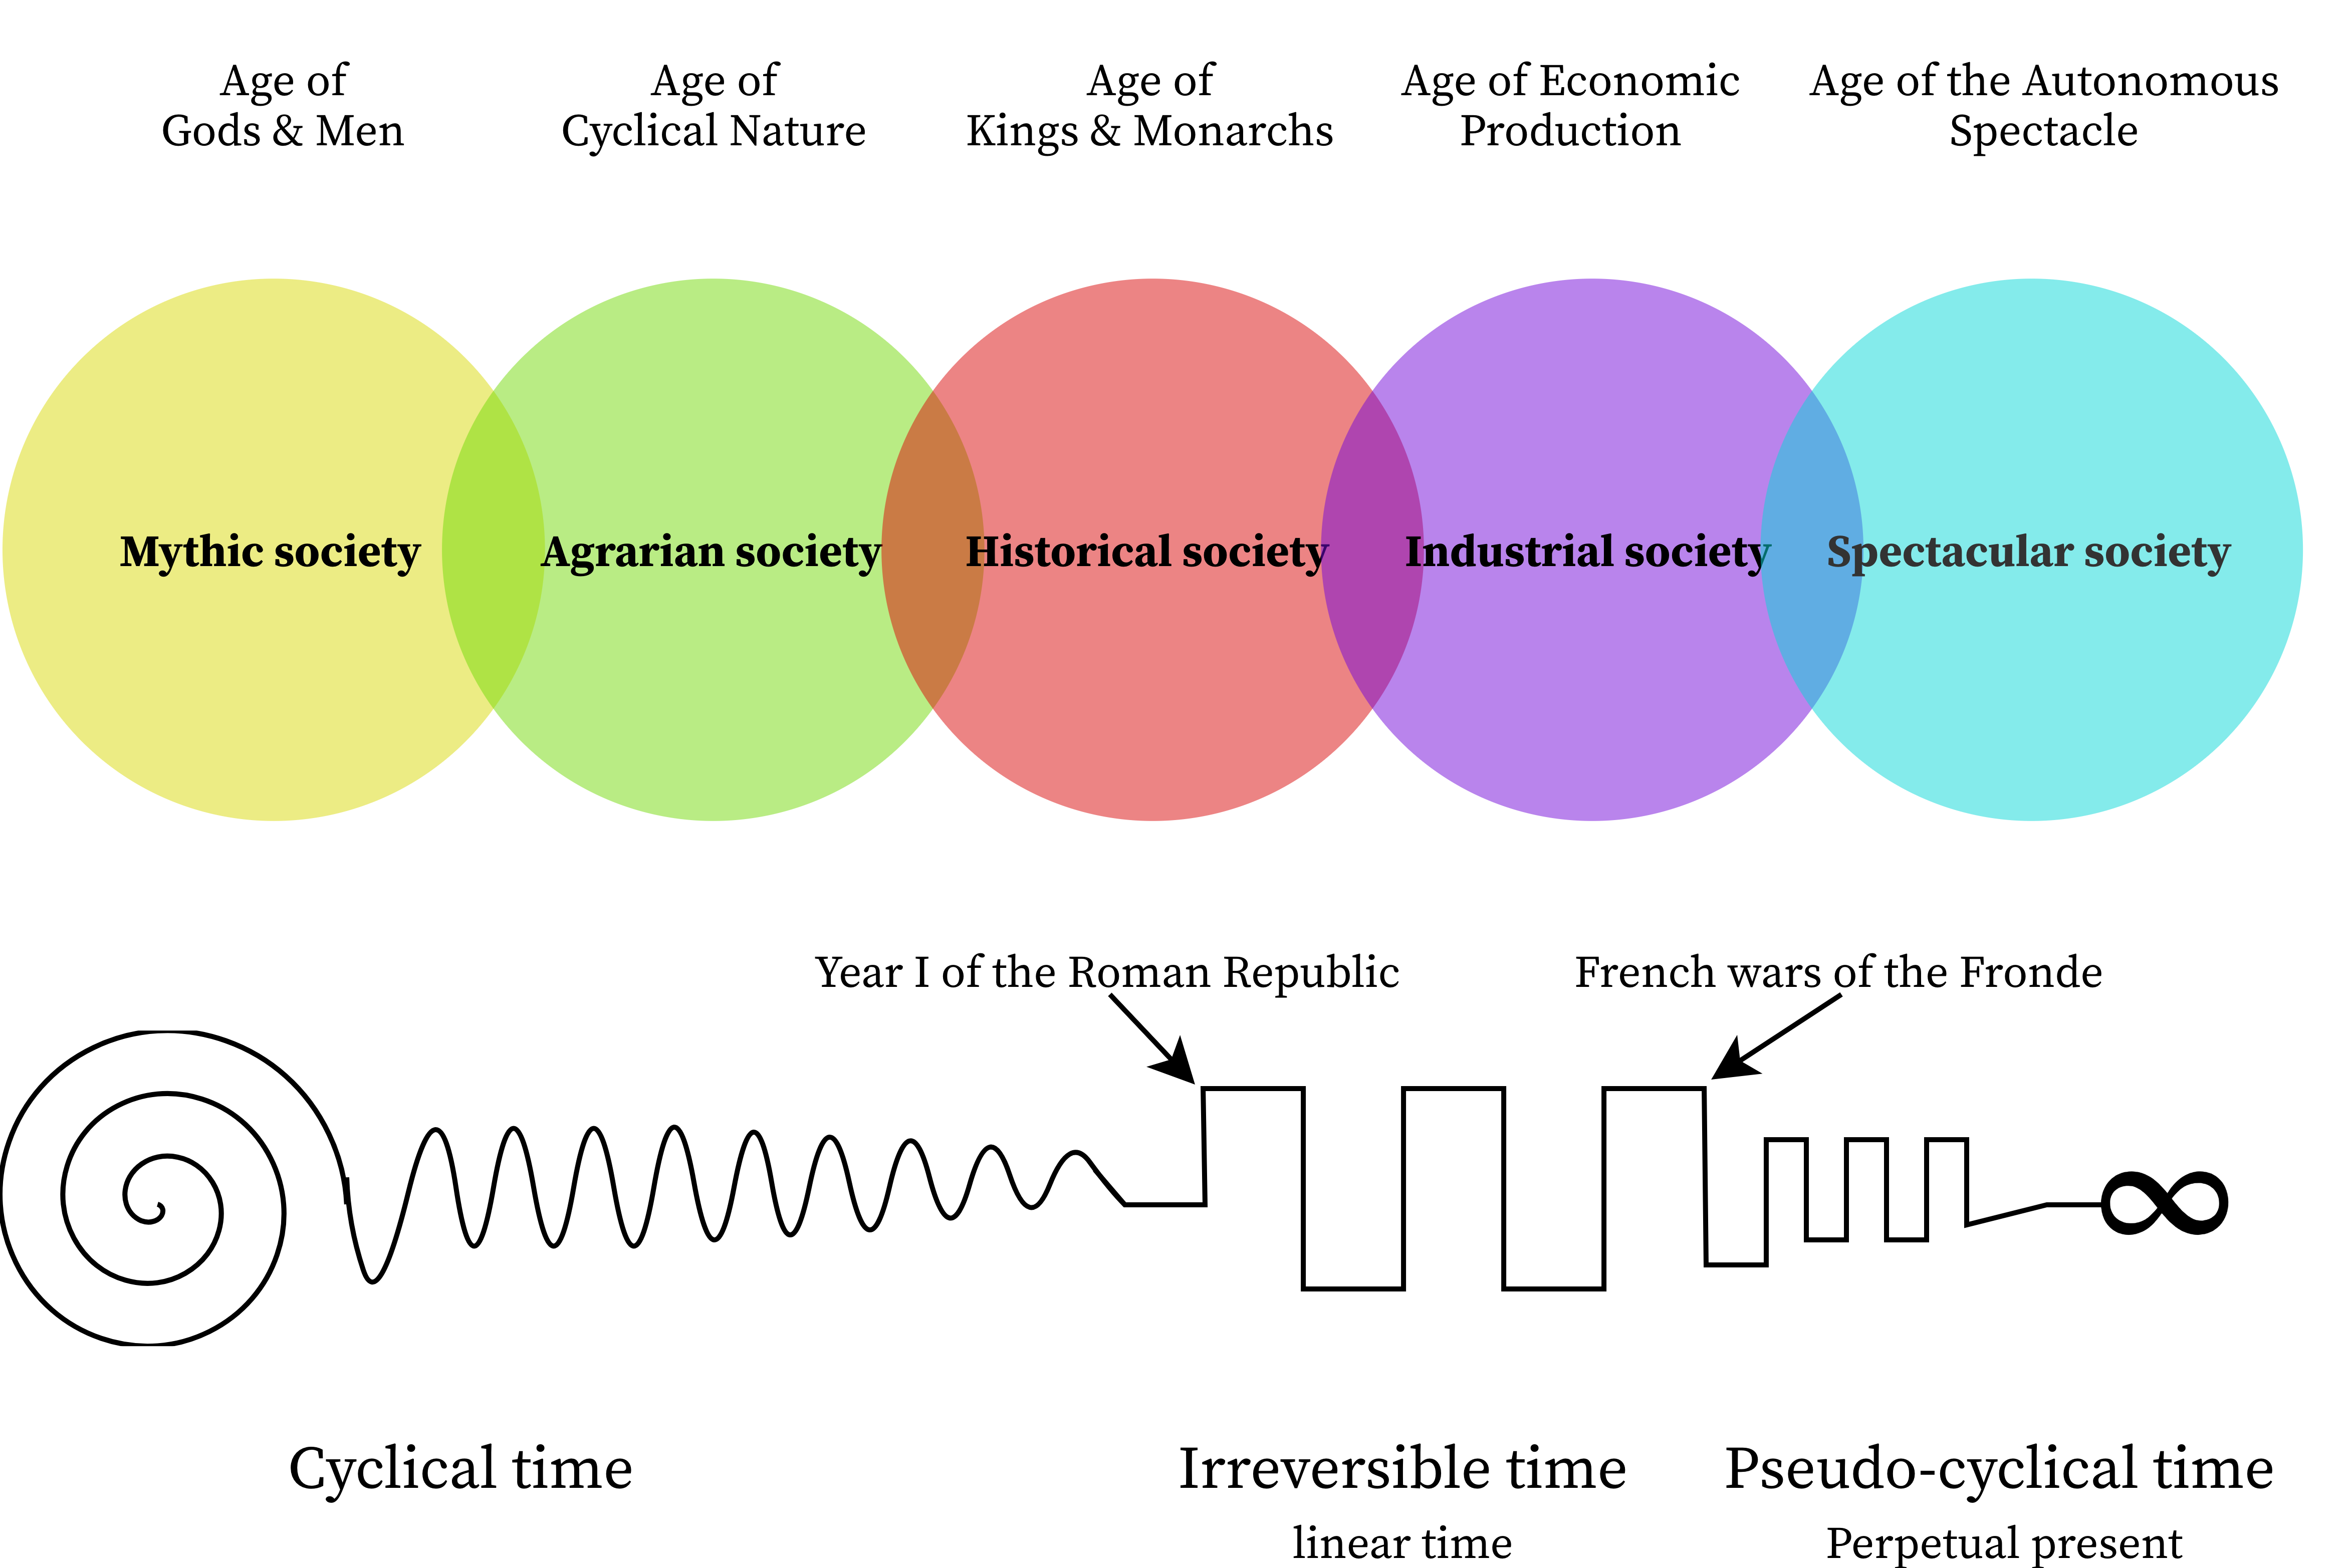 Age of
Gods & Men
Age of
Cyclical Nature
Age of
Kings & Monarchs
Age of Economic
Production
Age of the Autonomous
Spectacle
Mythic society
Agrarian society
Historical society
Industrial society
Spectacular society
Year I of the Roman Republic
French wars of the Fronde
Cyclical time
Irreversible time
linear time
Pseudo-cyclical time
Perpetual present